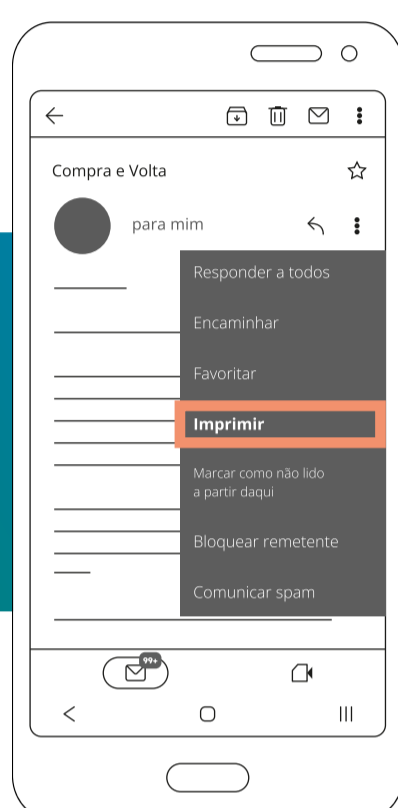 Compra e Volta
para mim
Responder a todos
Encaminhar
Favoritar
Imprimir
Marcar como não lido
a partir daqui
Bloquear remetente
Comunicar spam
99+